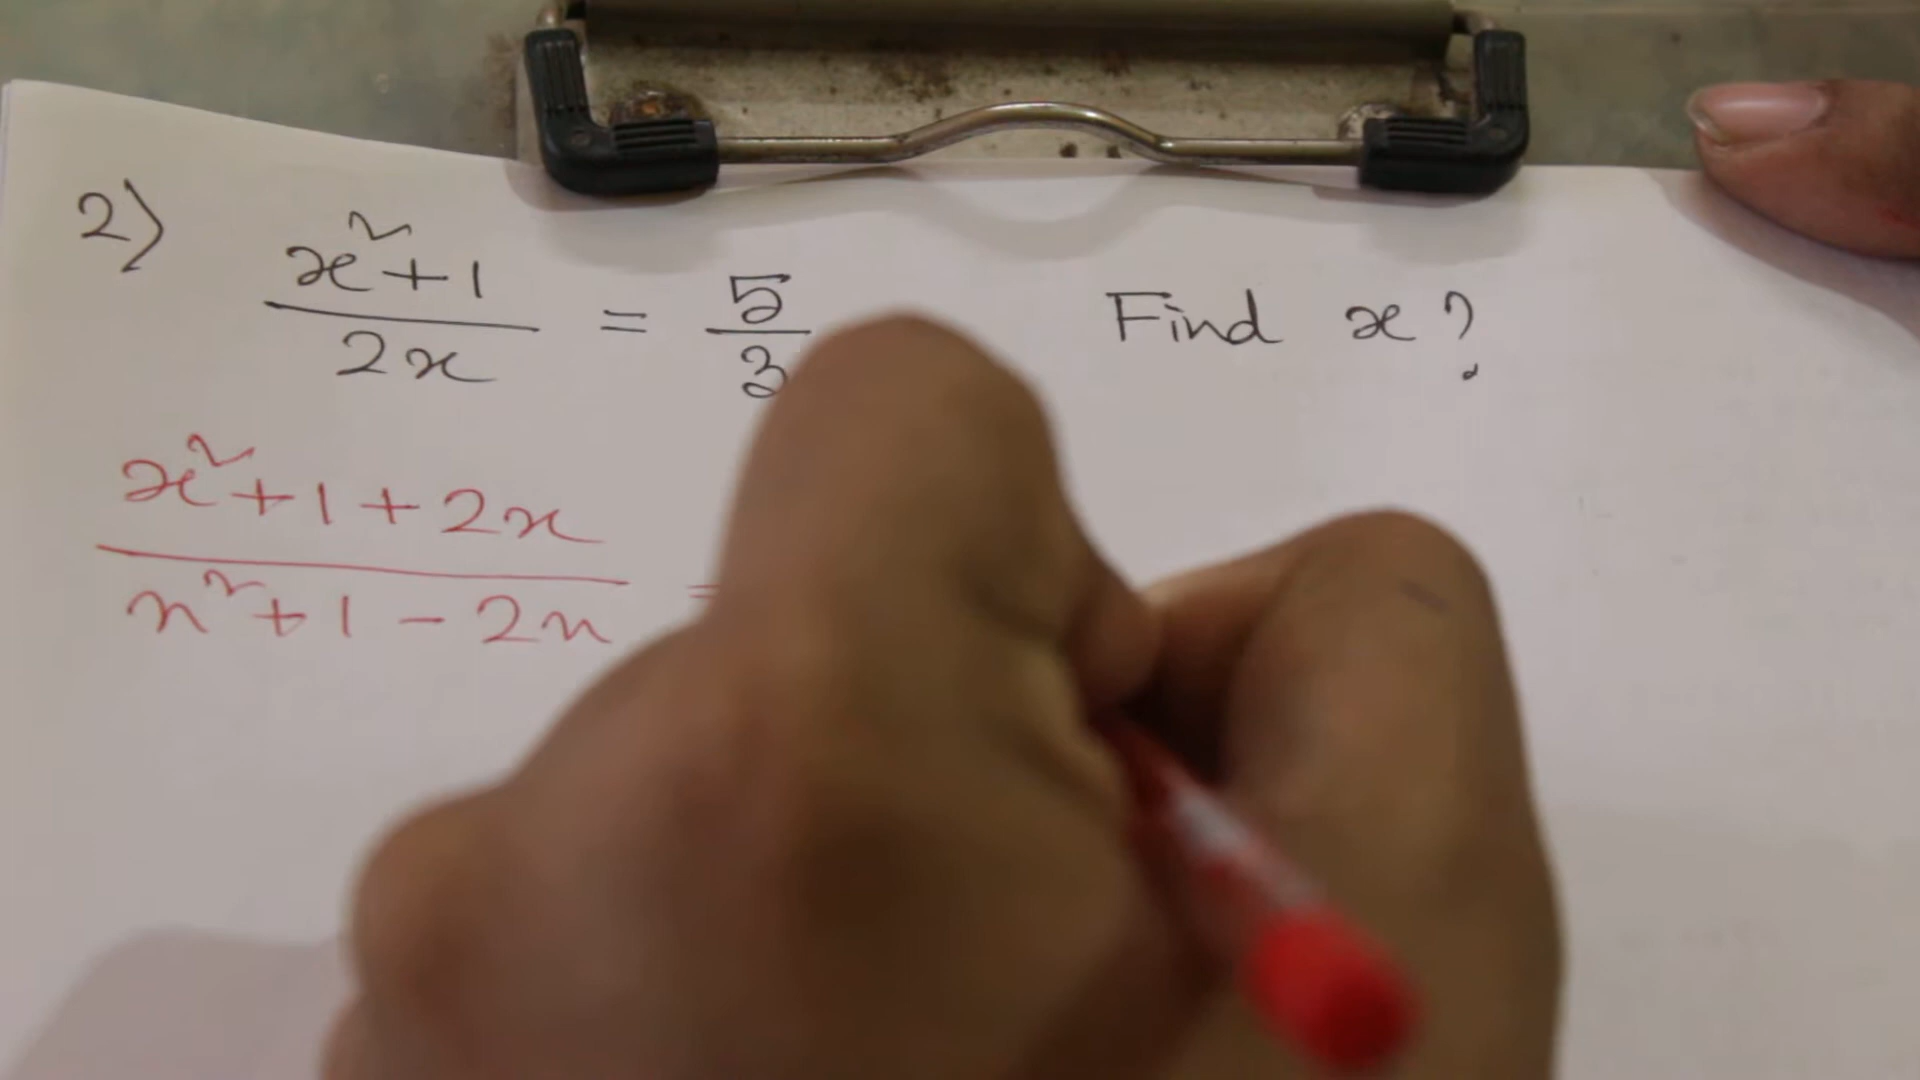 2) x²+1 / 2x = 5/3 Find x?
x²+1+2x / x²+1-2x =